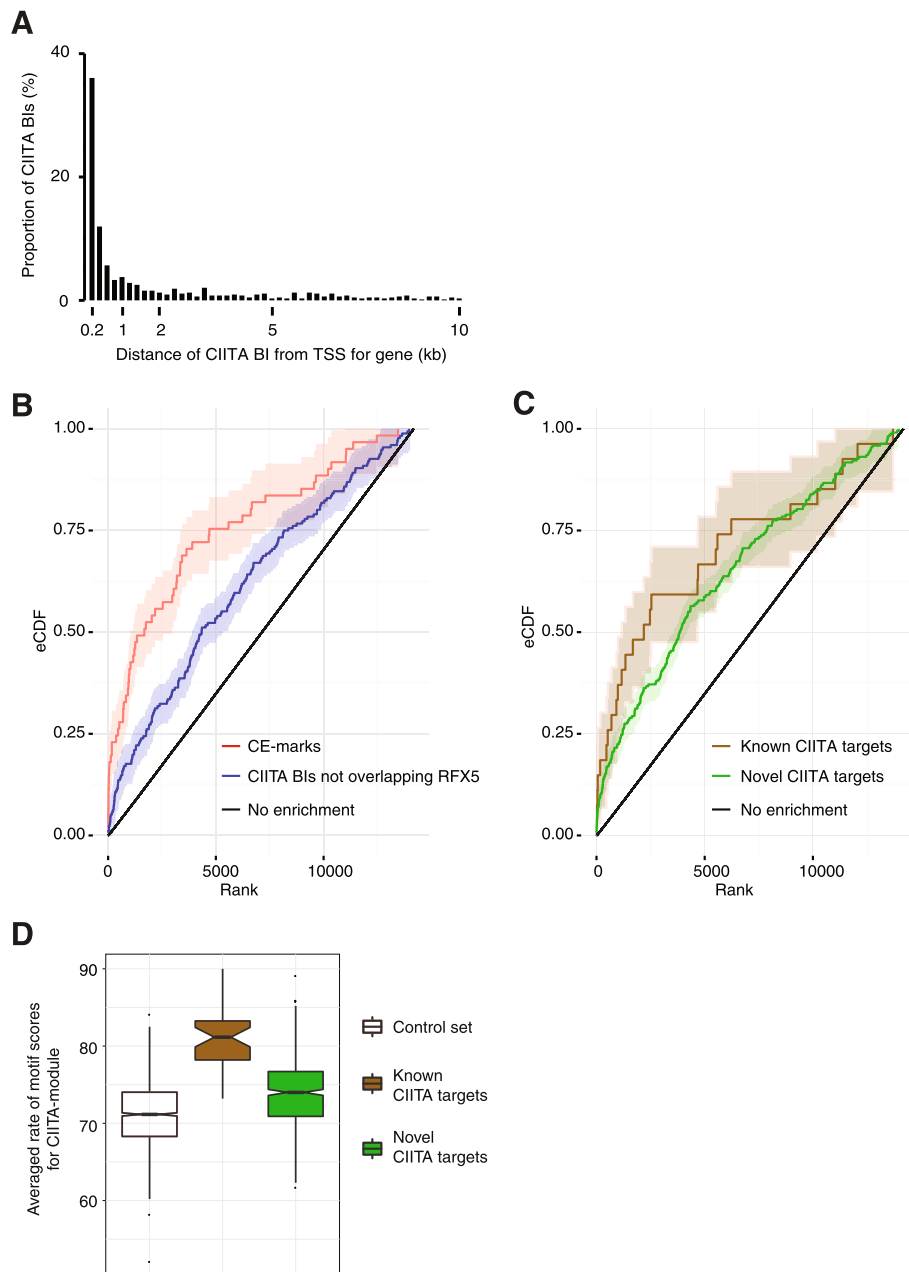 A
Proportion of CIITA BIs (%)
40
20
0
0.2 1 2 5 10
Distance of CIITA BI from TSS for gene (kb)
B
eCDF
1.00
0.75
0.50
0.25
0.00
CE-marks
CIITA BIs not overlapping RFX5
No enrichment
0 5000 10000
Rank
C
eCDF
1.00
0.75
0.50
0.25
0.00
Known CIITA targets
Novel CIITA targets
No enrichment
0 5000 10000
Rank
D
Averaged rate of motif scores
for CIITA-module
90
80
70
60
Control set
Known
CIITA targets
Novel
CIITA targets